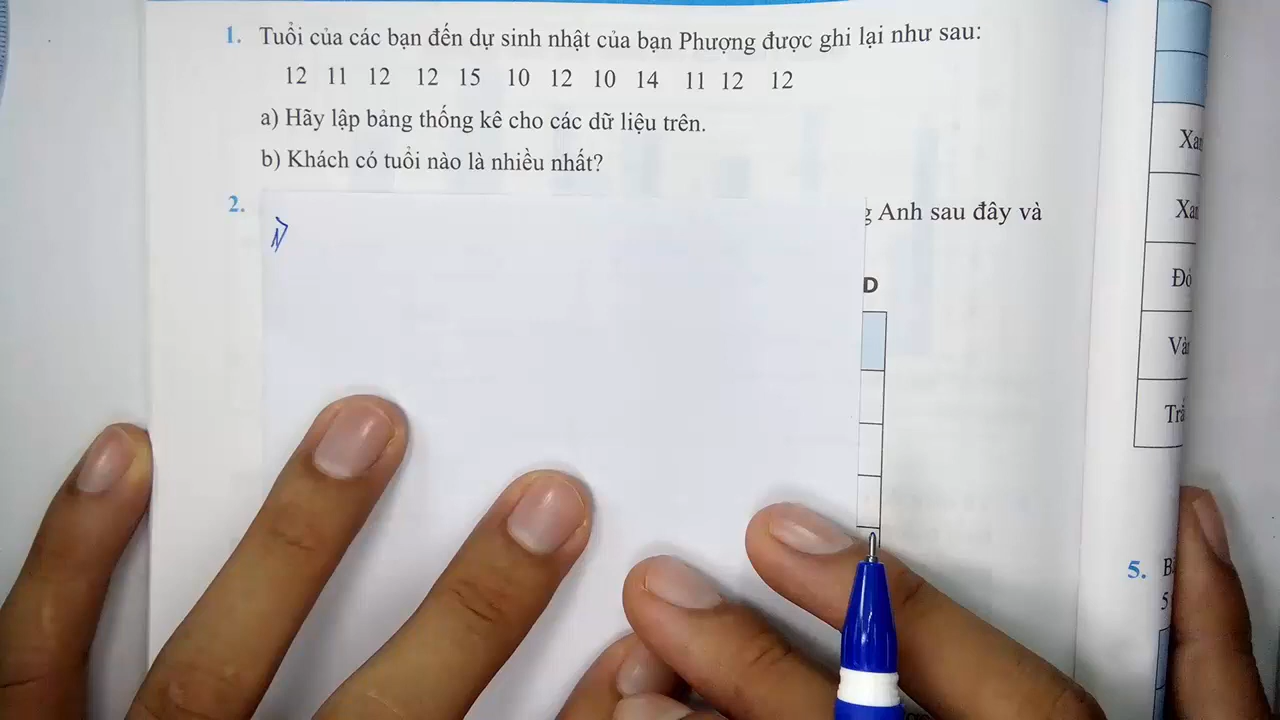 1. Tuổi của các bạn đến dự sinh nhật của bạn Phượng được ghi lại như sau:
12 11 12 12 15 10 12 10 14 11 12 12
a) Hãy lập bảng thống kê cho các dữ liệu trên.
b) Khách có tuổi nào là nhiều nhất?
2. Anh sau đây và
D
Đỏ
5.
5